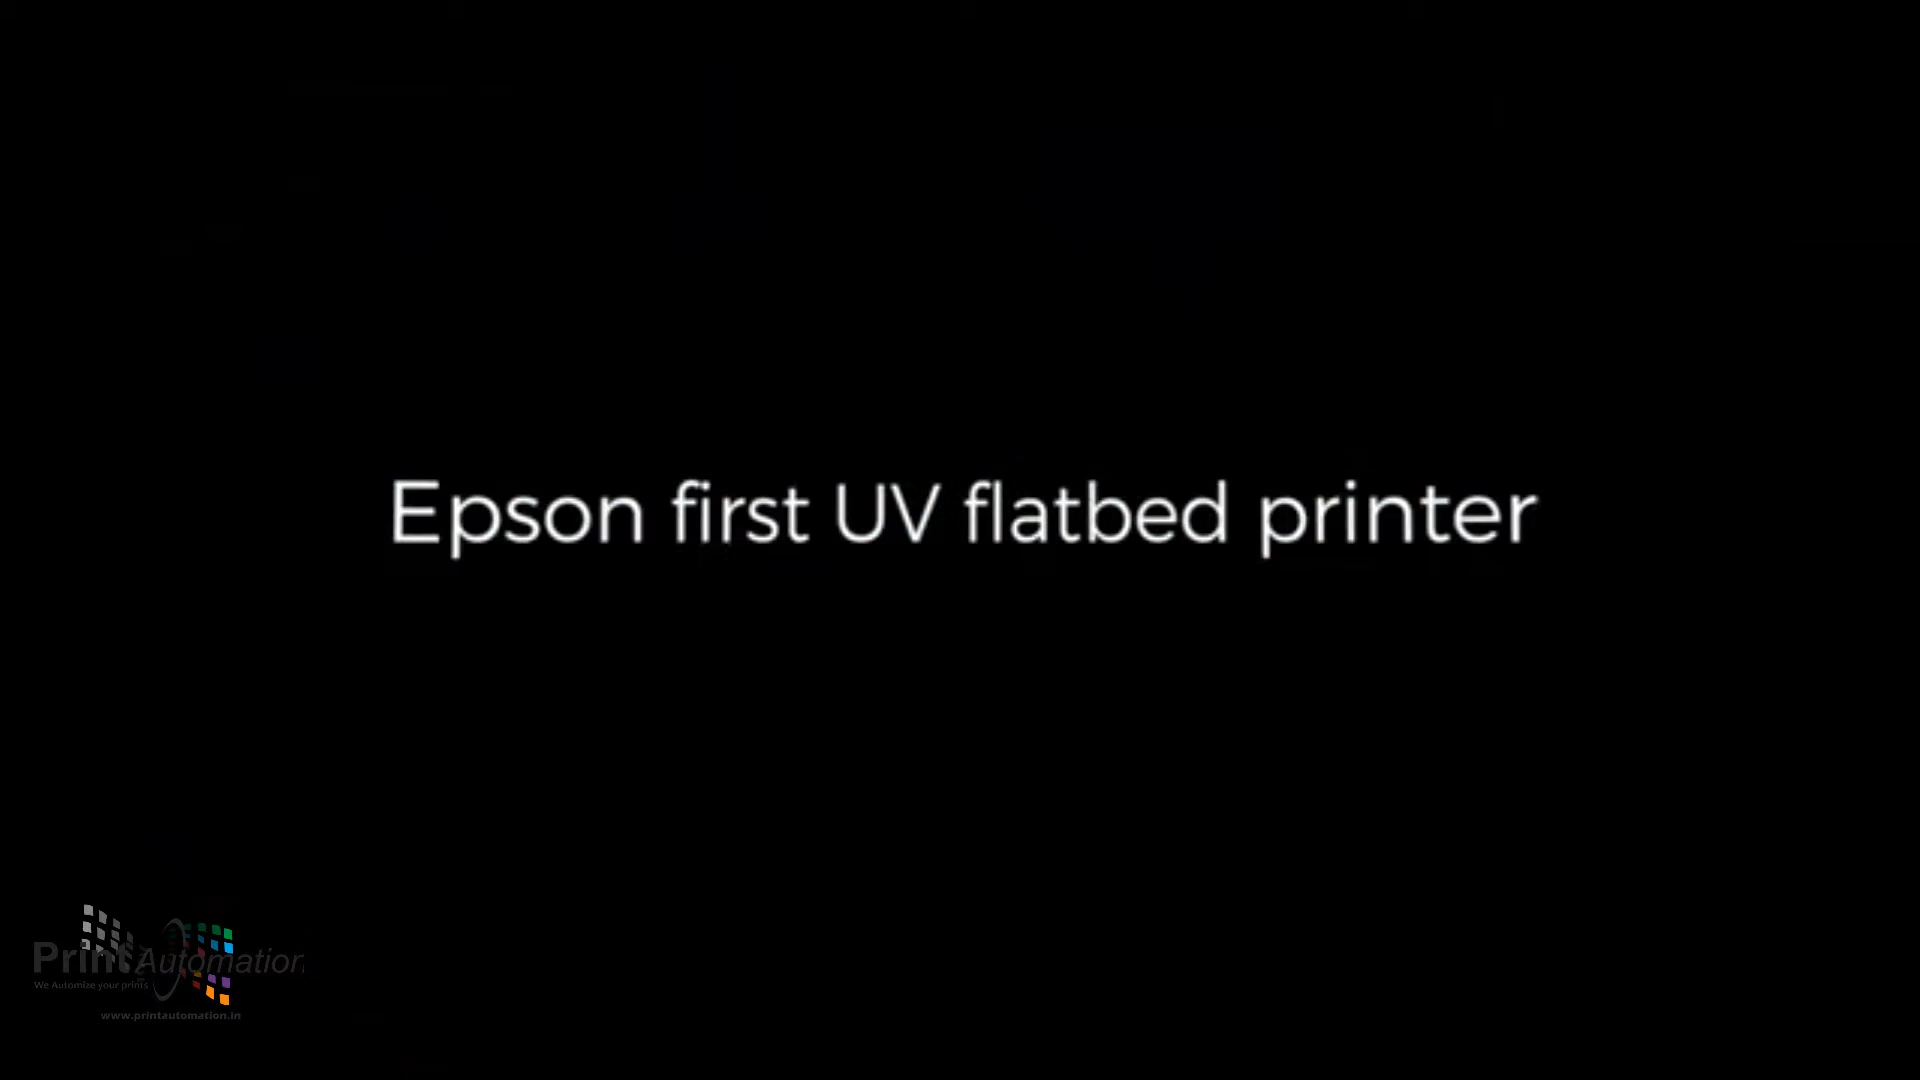 Epson first UV flatbed printer
Print Automation
We Automize your prints
www.printautomation.in